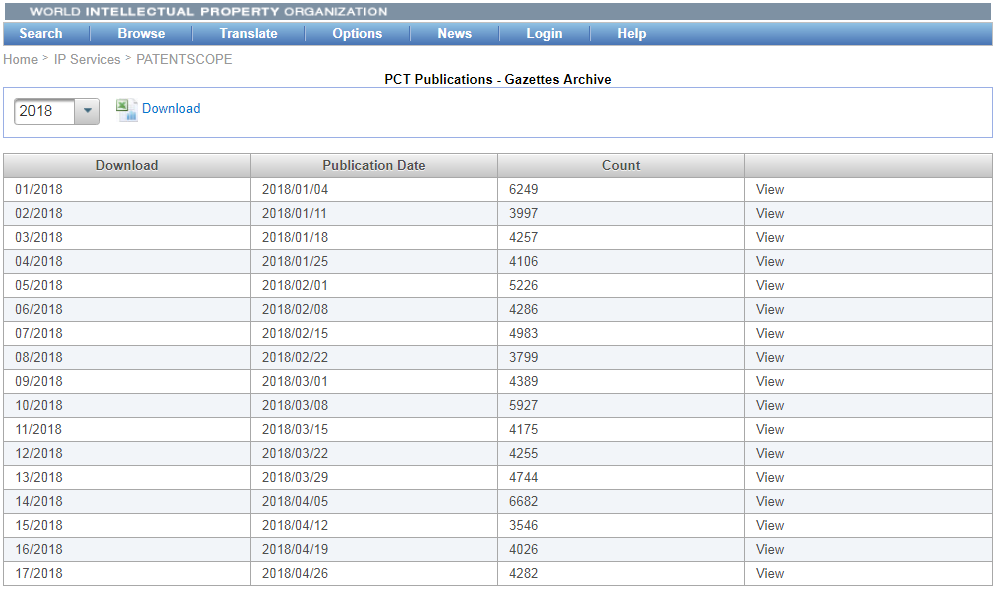 WORLD INTELLECTUAL PROPERTY ORGANIZATION
Search Browse Translate Options News Login Help
Home > IP Services > PATENTSCOPE
PCT Publications - Gazettes Archive
2018 Download
Download Publication Date Count
01/2018 2018/01/04 6249 View
02/2018 2018/01/11 3997 View
03/2018 2018/01/18 4257 View
04/2018 2018/01/25 4106 View
05/2018 2018/02/01 5226 View
06/2018 2018/02/08 4286 View
07/2018 2018/02/15 4983 View
08/2018 2018/02/22 3799 View
09/2018 2018/03/01 4389 View
10/2018 2018/03/08 5927 View
11/2018 2018/03/15 4175 View
12/2018 2018/03/22 4255 View
13/2018 2018/03/29 4744 View
14/2018 2018/04/05 6682 View
15/2018 2018/04/12 3546 View
16/2018 2018/04/19 4026 View
17/2018 2018/04/26 4282 View